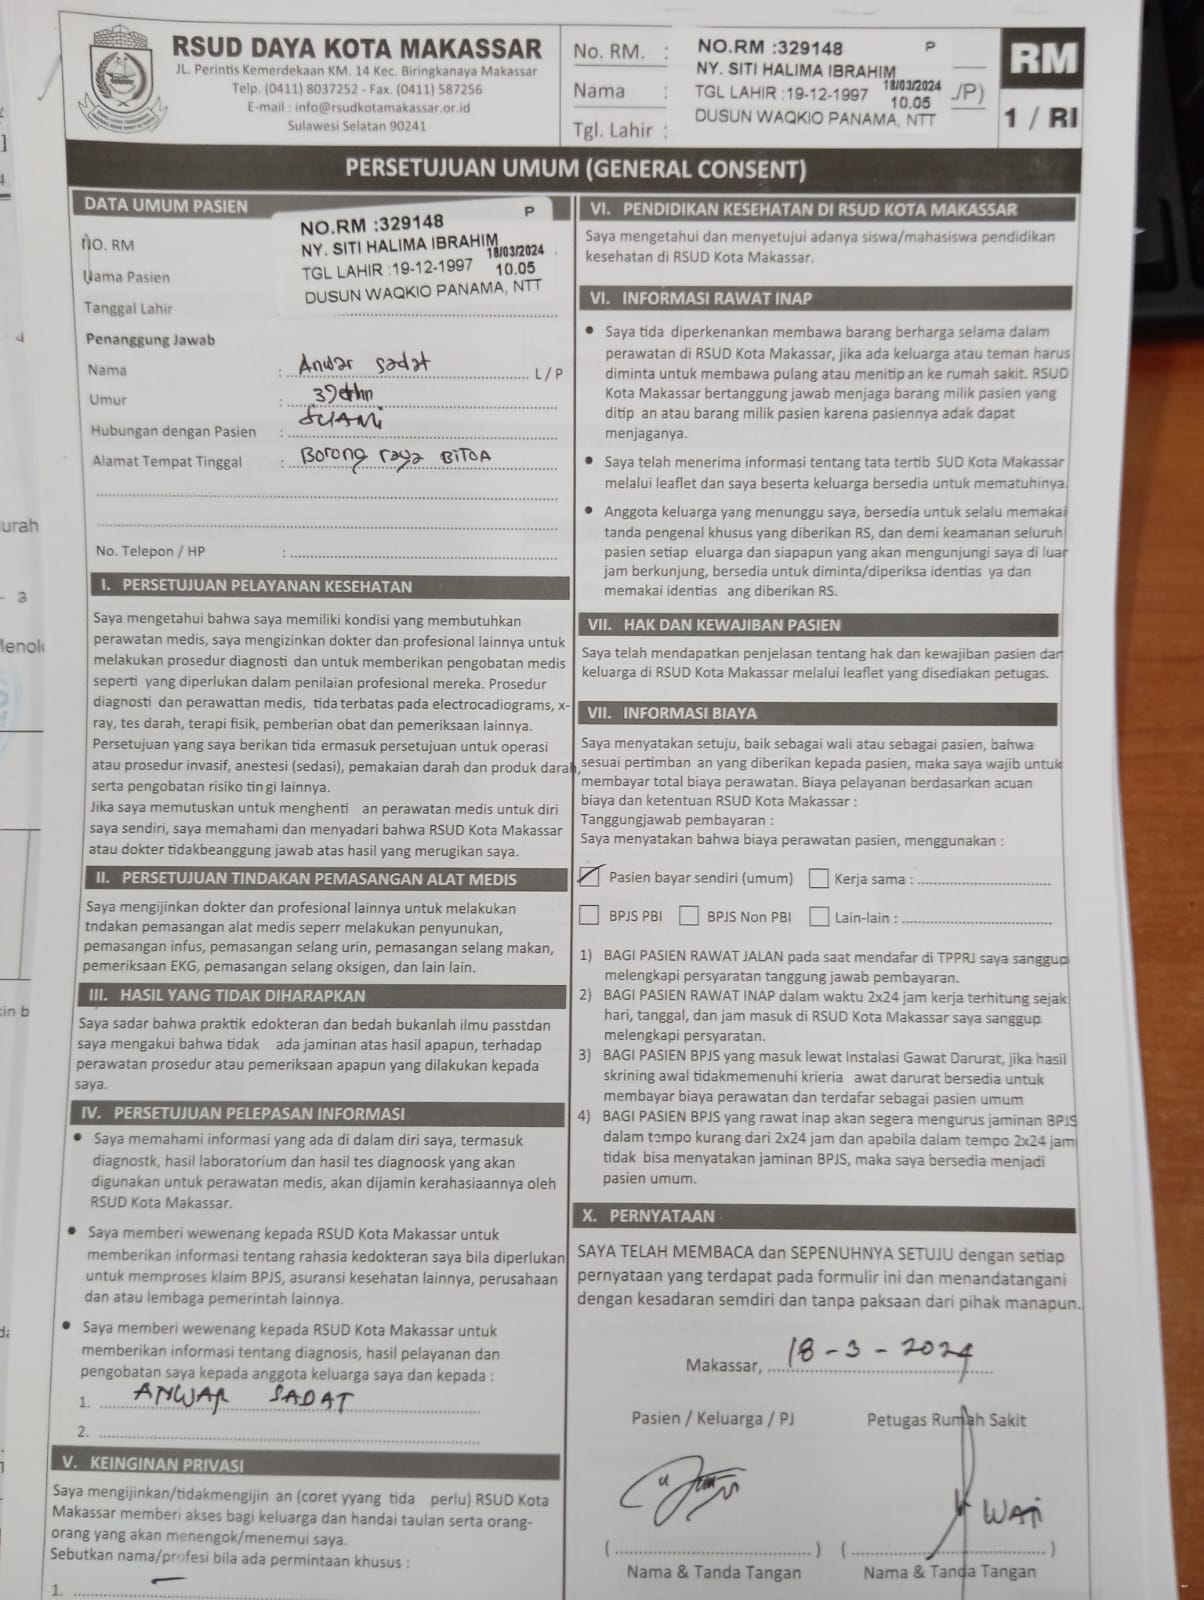 RSUD DAYA KOTA MAKASSAR
JL. Perintis Kemerdekaan KM. 14 Kec. Biringkanaya Makassar
Telp. (0411) 8037252 - Fax. (0411) 587256
E-mail : info@rsudkotamakassar.or.id
Sulawesi Selatan 90241
No. RM. :
Nama :
Tgl. Lahir :
NO.RM :329148 P
NY. SITI HALIMA IBRAHIM
18/03/2024
TGL LAHIR :19-12-1997 10.05
DUSUN WAQKIO PANAMA, NTT
/P)
RM
1 / RI
PERSETUJUAN UMUM (GENERAL CONSENT)
DATA UMUM PASIEN
NO. RM
Nama Pasien
Tanggal Lahir
NO.RM :329148 P
NY. SITI HALIMA IBRAHIM
18/03/2024
TGL LAHIR :19-12-1997 10.05
DUSUN WAQKIO PANAMA, NTT
Penanggung Jawab
Nama : Anwar Sadat L / P
Umur :
Hubungan dengan Pasien : SUAMi
Alamat Tempat Tinggal : Borong raya BITOA
No. Telepon / HP :
I. PERSETUJUAN PELAYANAN KESEHATAN
Saya mengetahui bahwa saya memiliki kondisi yang membutuhkan
perawatan medis, saya mengizinkan dokter dan profesional lainnya untuk
melakukan prosedur diagnosti dan untuk memberikan pengobatan medis
seperti yang diperlukan dalam penilaian profesional mereka. Prosedur
diagnosti dan perawattan medis, tida terbatas pada electrocadiograms, x-
ray, tes darah, terapi fisik, pemberian obat dan pemeriksaan lainnya.
Persetujuan yang saya berikan tida ermasuk persetujuan untuk operasi
atau prosedur invasif, anestesi (sedasi), pemakaian darah dan produk darah,
serta pengobatan risiko tin gi lainnya.
Jika saya memutuskan untuk menghenti an perawatan medis untuk diri
saya sendiri, saya memahami dan menyadari bahwa RSUD Kota Makassar
atau dokter tidakbeanggung jawab atas hasil yang merugikan saya.
II. PERSETUJUAN TINDAKAN PEMASANGAN ALAT MEDIS
Saya mengijinkan dokter dan profesional lainnya untuk melakukan
tndakan pemasangan alat medis seperr melakukan penyunukan,
pemasangan infus, pemasangan selang urin, pemasangan selang makan,
pemeriksaan EKG, pemasangan selang oksigen, dan lain lain.
III. HASIL YANG TIDAK DIHARAPKAN
Saya sadar bahwa praktik edokteran dan bedah bukanlah ilmu passtdan
saya mengakui bahwa tidak ada jaminan atas hasil apapun, terhadap
perawatan prosedur atau pemeriksaan apapun yang dilakukan kepada
saya.
IV. PERSETUJUAN PELEPASAN INFORMASI
• Saya memahami informasi yang ada di dalam diri saya, termasuk
diagnostk, hasil laboratorium dan hasil tes diagnoosk yang akan
digunakan untuk perawatan medis, akan dijamin kerahasiaannya oleh
RSUD Kota Makassar.
• Saya memberi wewenang kepada RSUD Kota Makassar untuk
memberikan informasi tentang rahasia kedokteran saya bila diperlukan
untuk memproses klaim BPJS, asuransi kesehatan lainnya, perusahaan
dan atau lembaga pemerintah lainnya.
• Saya memberi wewenang kepada RSUD Kota Makassar untuk
memberikan informasi tentang diagnosis, hasil pelayanan dan
pengobatan saya kepada anggota keluarga saya dan kepada :
1. ANWAR SADAT
2.
V. KEINGINAN PRIVASI
Saya mengijinkan/tidakmengijin an (coret yyang tida perlu) RSUD Kota
Makassar memberi akses bagi keluarga dan handai taulan serta orang-
orang yang akan menengok/menemui saya.
Sebutkan nama/profesi bila ada permintaan khusus :
1. –
VI. PENDIDIKAN KESEHATAN DI RSUD KOTA MAKASSAR
Saya mengetahui dan menyetujui adanya siswa/mahasiswa pendidikan
kesehatan di RSUD Kota Makassar.
VI. INFORMASI RAWAT INAP
• Saya tida diperkenankan membawa barang berharga selama dalam
perawatan di RSUD Kota Makassar, jika ada keluarga atau teman harus
diminta untuk membawa pulang atau menitip an ke rumah sakit. RSUD
Kota Makassar bertanggung jawab menjaga barang milik pasien yang
ditip an atau barang milik pasien karena pasiennya adak dapat
menjaganya.
• Saya telah menerima informasi tentang tata tertib SUD Kota Makassar
melalui leaflet dan saya beserta keluarga bersedia untuk mematuhinya.
• Anggota keluarga yang menunggu saya, bersedia untuk selalu memakai
tanda pengenal khusus yang diberikan RS, dan demi keamanan seluruh
pasien setiap eluarga dan siapapun yang akan mengunjungi saya di luar
jam berkunjung, bersedia untuk diminta/diperiksa identias ya dan
memakai identias ang diberikan RS.
VII. HAK DAN KEWAJIBAN PASIEN
Saya telah mendapatkan penjelasan tentang hak dan kewajiban pasien dan
keluarga di RSUD Kota Makassar melalui leaflet yang disediakan petugas.
VII. INFORMASI BIAYA
Saya menyatakan setuju, baik sebagai wali atau sebagai pasien, bahwa
sesuai pertimban an yang diberikan kepada pasien, maka saya wajib untuk
membayar total biaya perawatan. Biaya pelayanan berdasarkan acuan
biaya dan ketentuan RSUD Kota Makassar :
Tanggungjawab pembayaran :
Saya menyatakan bahwa biaya perawatan pasien, menggunakan :
Pasien bayar sendiri (umum) Kerja sama :
BPJS PBI BPJS Non PBI Lain-lain :
1) BAGI PASIEN RAWAT JALAN pada saat mendafar di TPPRJ saya sanggup
melengkapi persyaratan tanggung jawab pembayaran.
2) BAGI PASIEN RAWAT INAP dalam waktu 2x24 jam kerja terhitung sejak
hari, tanggal, dan jam masuk di RSUD Kota Makassar saya sanggup
melengkapi persyaratan.
3) BAGI PASIEN BPJS yang masuk lewat Instalasi Gawat Darurat, jika hasil
skrining awal tidakmemenuhi krieria awat darurat bersedia untuk
membayar biaya perawatan dan terdafar sebagai pasien umum
4) BAGI PASIEN BPJS yang rawat inap akan segera mengurus jaminan BPJS
dalam tempo kurang dari 2x24 jam dan apabila dalam tempo 2x24 jam
tidak bisa menyatakan jaminan BPJS, maka saya bersedia menjadi
pasien umum.
X. PERNYATAAN
SAYA TELAH MEMBACA dan SEPENUHNYA SETUJU dengan setiap
pernyataan yang terdapat pada formulir ini dan menandatangani
dengan kesadaran semdiri dan tanpa paksaan dari pihak manapun.
Makassar, 18-3-2024
Pasien / Keluarga / PJ Petugas Rumah Sakit
WATi
( ) ( )
Nama & Tanda Tangan Nama & Tanda Tangan